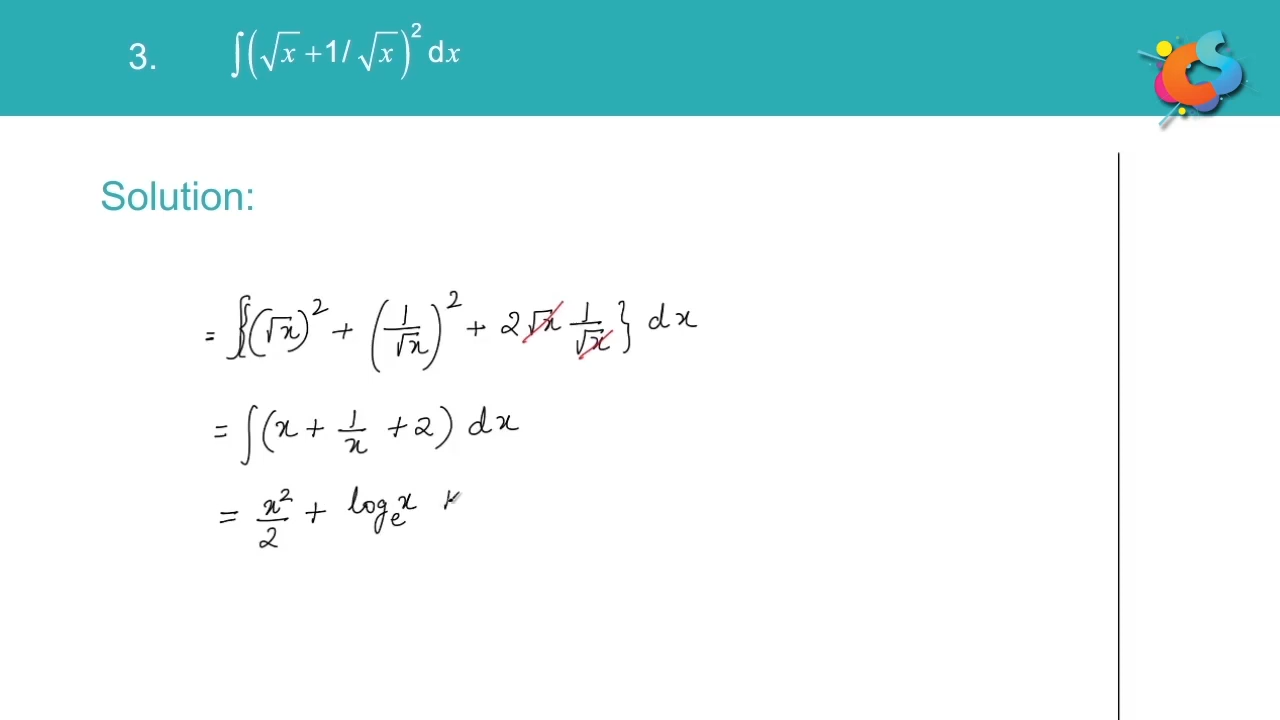 3. ∫(√x + 1/ √x)² dx
Solution:
= ∫{(√x)² + (1/√x)² + 2√x 1/√x} dx
= ∫(x + 1/x + 2) dx
= x²/2 + logₑx